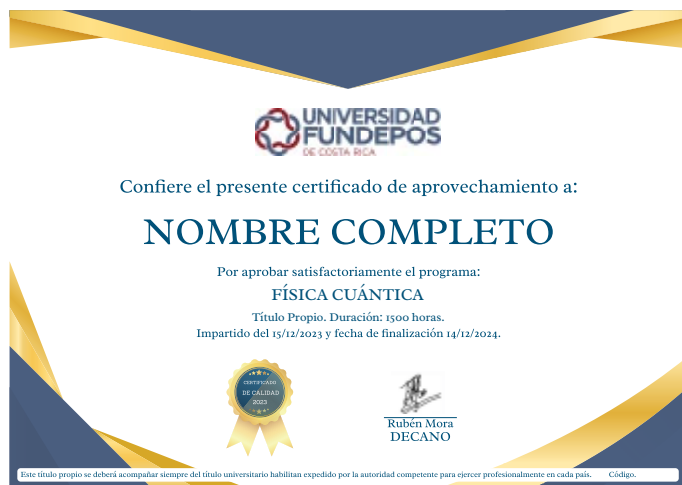 UNIVERSIDAD
FUNDEPOS
DE COSTA RICA
Confiere el presente certificado de aprovechamiento a:
NOMBRE COMPLETO
Por aprobar satisfactoriamente el programa:
FÍSICA CUÁNTICA
Título Propio. Duración: 1500 horas.
Impartido del 15/12/2023 y fecha de finalización 14/12/2024.
CERTIFICADO
DE CALIDAD
2023
Rubén Mora
DECANO
Este título propio se deberá acompañar siempre del título universitario habilitan expedido por la autoridad competente para ejercer profesionalmente en cada país. Código.